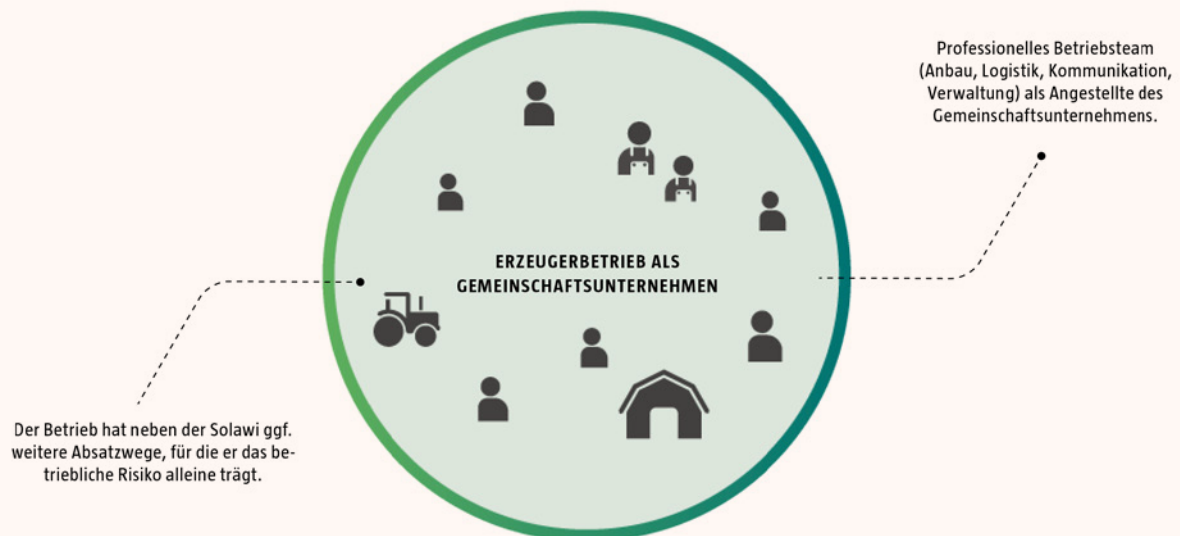 Professionelles Betriebsteam
(Anbau, Logistik, Kommunikation,
Verwaltung) als Angestellte des
Gemeinschaftsunternehmens.
ERZEUGERBETRIEB ALS
GEMEINSCHAFTSUNTERNEHMEN
Der Betrieb hat neben der Solawi ggf.
weitere Absatzwege, für die er das be-
triebliche Risiko alleine trägt.